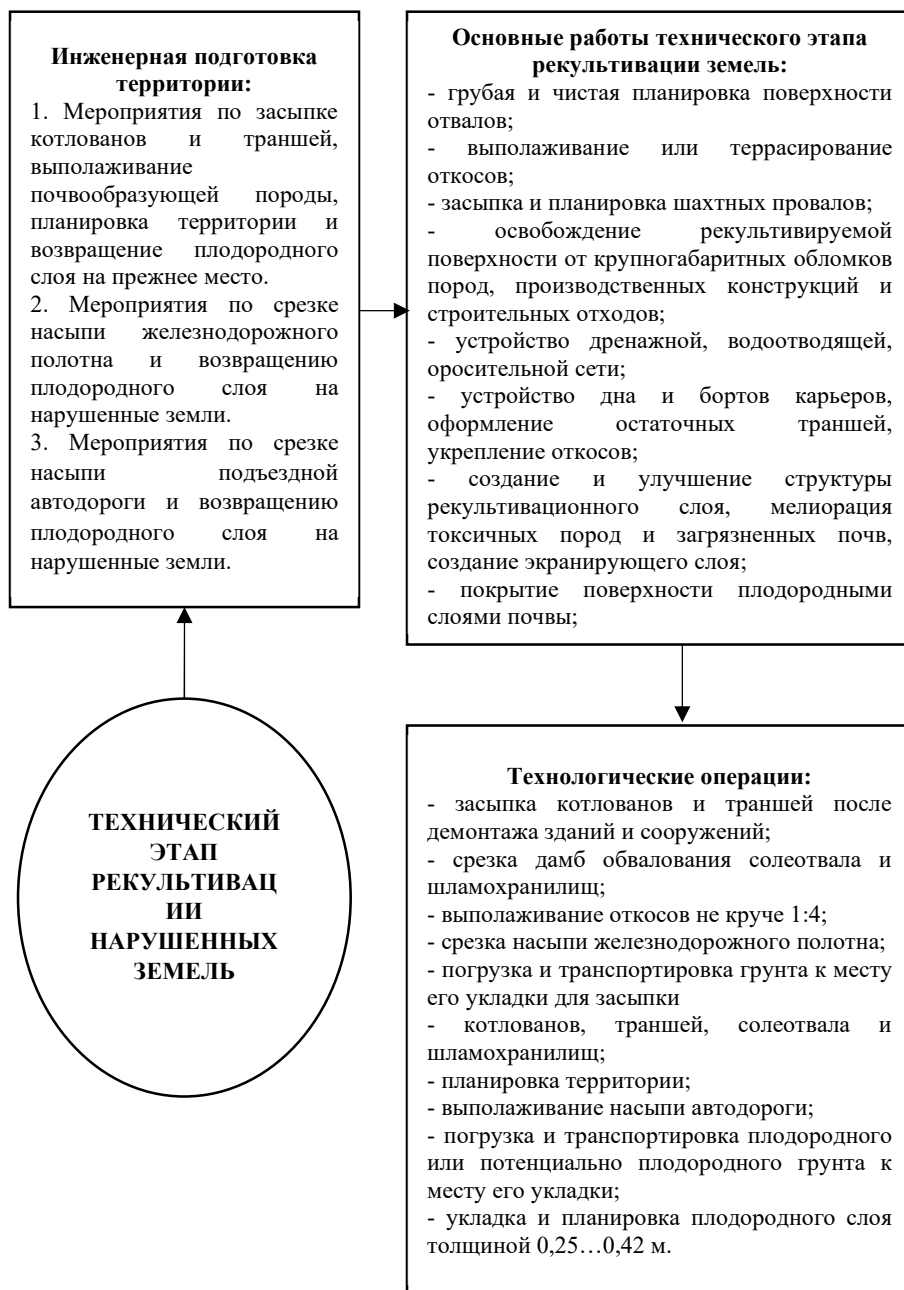 Инженерная подготовка
территории:
1. Мероприятия по засыпке
котлованов и траншей,
выполаживание
почвообразующей породы,
планировка территории и
возвращение плодородного
слоя на прежнее место.
2. Мероприятия по срезке
насыпи железнодорожного
полотна и возвращению
плодородного слоя на
нарушенные земли.
3. Мероприятия по срезке
насыпи подъездной
автодороги и возвращению
плодородного слоя на
нарушенные земли.
Основные работы технического этапа
рекультивации земель:
- грубая и чистая планировка поверхности
отвалов;
- выполаживание или террасирование
откосов;
- засыпка и планировка шахтных провалов;
- освобождение рекультивируемой
поверхности от крупногабаритных обломков
пород, производственных конструкций и
строительных отходов;
- устройство дренажной, водоотводящей,
оросительной сети;
- устройство дна и бортов карьеров,
оформление остаточных траншей,
укрепление откосов;
- создание и улучшение структуры
рекультивационного слоя, мелиорация
токсичных пород и загрязненных почв,
создание экранирующего слоя;
- покрытие поверхности плодородными
слоями почвы;
ТЕХНИЧЕСКИЙ
ЭТАП
РЕКУЛЬТИВАЦ
ИИ
НАРУШЕННЫХ
ЗЕМЕЛЬ
Технологические операции:
- засыпка котлованов и траншей после
демонтажа зданий и сооружений;
- срезка дамб обвалования солеотвала и
шламохранилищ;
- выполаживание откосов не круче 1:4;
- срезка насыпи железнодорожного полотна;
- погрузка и транспортировка грунта к месту
его укладки для засыпки
- котлованов, траншей, солеотвала и
шламохранилищ;
- планировка территории;
- выполаживание насыпи автодороги;
- погрузка и транспортировка плодородного
или потенциально плодородного грунта к
месту его укладки;
- укладка и планировка плодородного слоя
толщиной 0,25…0,42 м.